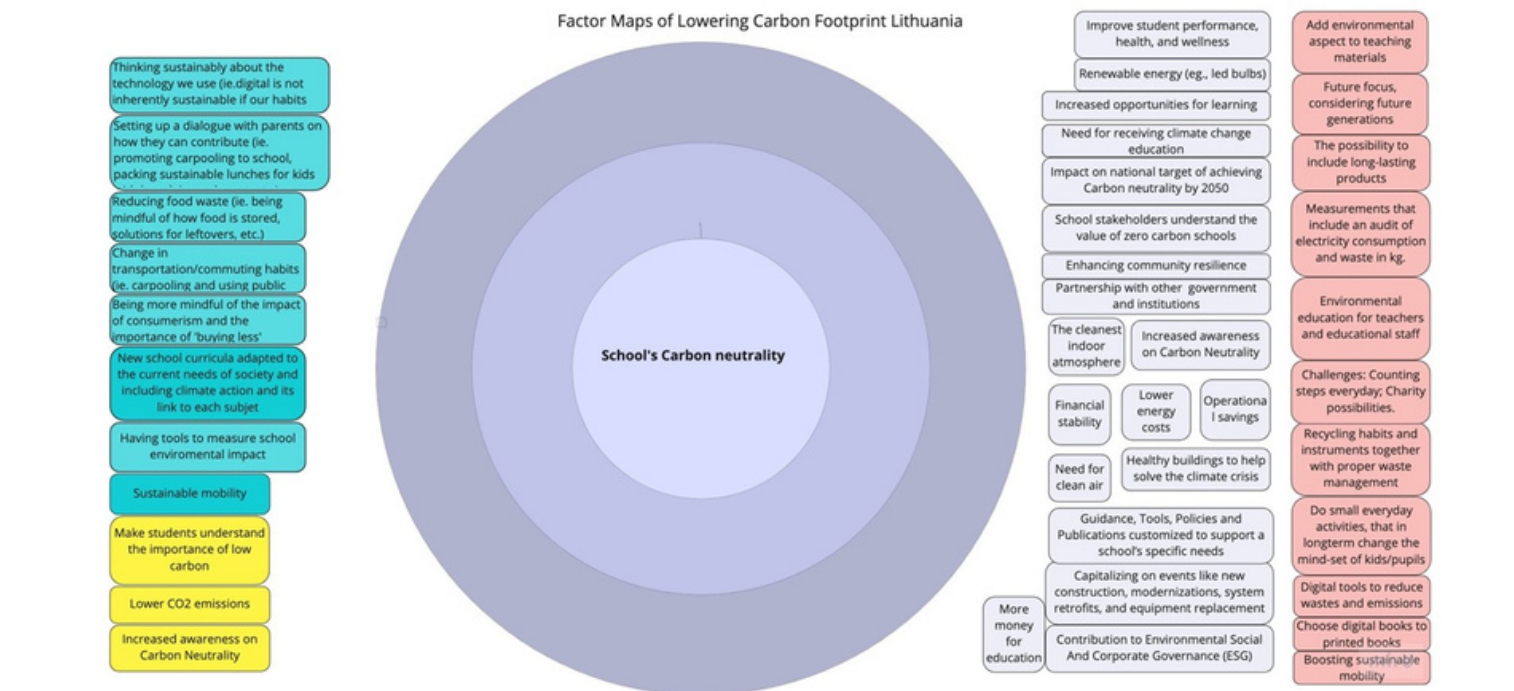 Factor Maps of Lowering Carbon Footprint Lithuania
Thinking sustainably about the
technology we use (ie.digital is not
inherently sustainable if our habits
Setting up a dialogue with parents on
how they can contribute (ie.
promoting carpooling to school,
packing sustainable lunches for kids
Reducing food waste (ie. being
mindful of how food is stored,
solutions for leftovers, etc.)
Change in
transportation/commuting habits
(ie. carpooling and using public
Being more mindful of the impact
of consumerism and the
importance of 'buying less'
New school curricula adapted to
the current needs of society and
including climate action and its
link to each subjet
Having tools to measure school
enviromental impact
Sustainable mobility
Make students understand
the importance of low
carbon
Lower CO2 emissions
Increased awareness on
Carbon Neutrality
School's Carbon neutrality
Improve student performance,
health, and wellness
Renewable energy (eg., led bulbs)
Increased opportunities for learning
Need for receiving climate change
education
Impact on national target of achieving
Carbon neutrality by 2050
School stakeholders understand the
value of zero carbon schools
Enhancing community resilience
Partnership with other government
and institutions
The cleanest
indoor
atmosphere
Increased awareness
on Carbon Neutrality
Financial
stability
Lower
energy
costs
Operationa
l savings
Need for
clean air
Healthy buildings to help
solve the climate crisis
Guidance, Tools, Policies and
Publications customized to support a
school's specific needs
Capitalizing on events like new
construction, modernizations, system
retrofits, and equipment replacement
More
money
for
education
Contribution to Environmental Social
And Corporate Governance (ESG)
Add environmental
aspect to teaching
materials
Future focus,
considering future
generations
The possibility to
include long-lasting
products
Measurements that
include an audit of
electricity consumption
and waste in kg.
Environmental
education for teachers
and educational staff
Challenges: Counting
steps everyday; Charity
possibilities.
Recycling habits and
instruments together
with proper waste
management
Do small everyday
activities, that in
longterm change the
mind-set of kids/pupils
Digital tools to reduce
wastes and emissions
Choose digital books to
printed books
Boosting sustainable
mobility